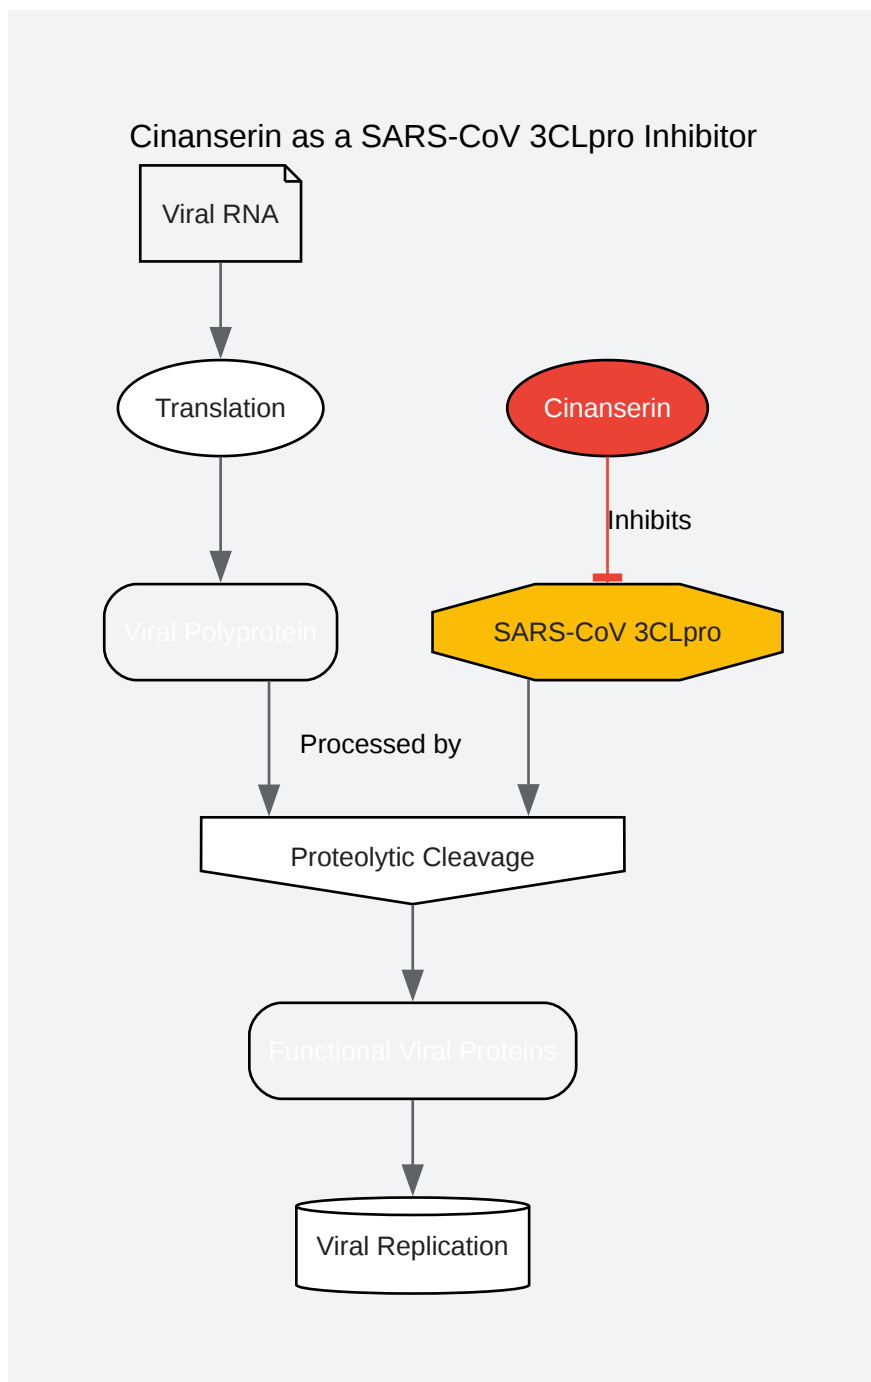 Cinanserin as a SARS-CoV 3CLpro Inhibitor
Viral RNA
Translation
Cinanserin
Inhibits
Viral Polyprotein
SARS-CoV 3CLpro
Processed by
Proteolytic Cleavage
Functional Viral Proteins
Viral Replication